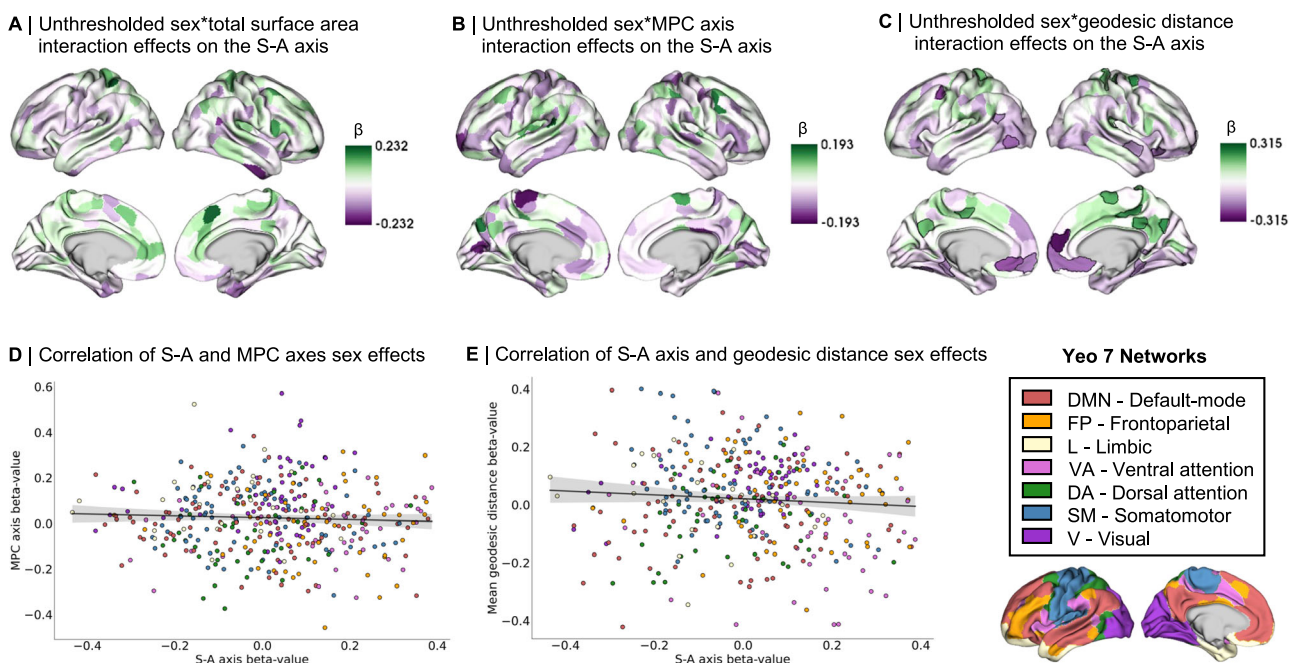 A | Unthresholded sex*total surface area
interaction effects on the S-A axis
β
0.232
-0.232
B | Unthresholded sex*MPC axis
interaction effects on the S-A axis
β
0.193
-0.193
C | Unthresholded sex*geodesic distance
interaction effects on the S-A axis
β
0.315
-0.315
D | Correlation of S-A and MPC axes sex effects
MPC axis beta-value
0.6
0.4
0.2
0.0
−0.2
−0.4
−0.4
−0.2
0.0
0.2
0.4
S-A axis beta-value
E | Correlation of S-A axis and geodesic distance sex effects
Mean geodesic distance beta-value
0.4
0.2
0.0
−0.2
−0.4
−0.4
−0.2
0.0
0.2
0.4
S-A axis beta-value
Yeo 7 Networks
DMN - Default-mode
FP - Frontoparietal
L - Limbic
VA - Ventral attention
DA - Dorsal attention
SM - Somatomotor
V - Visual